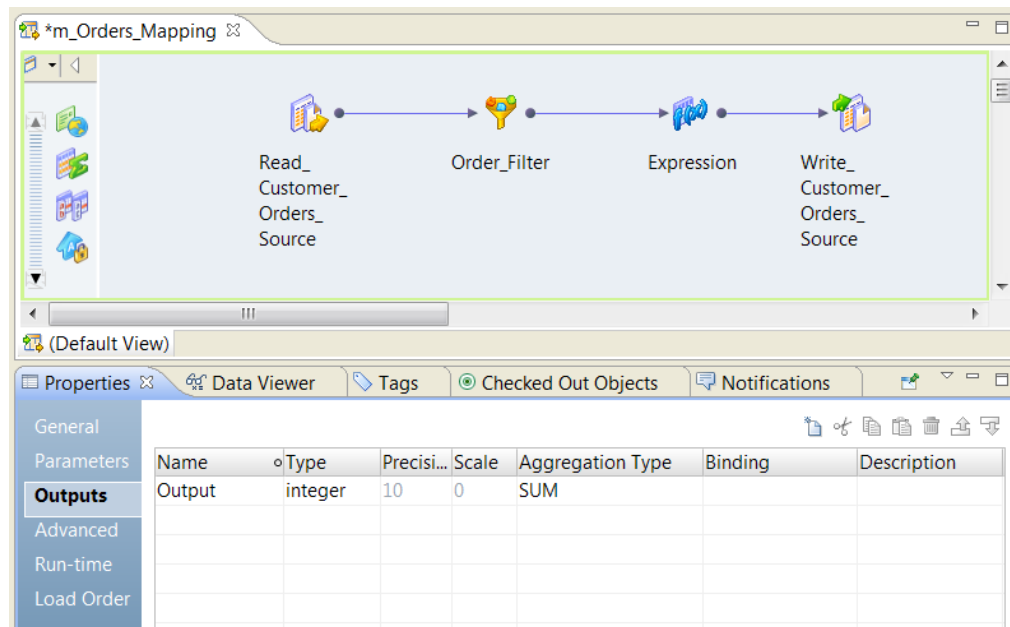 *m_Orders_Mapping
Read_
Customer_
Orders_
Source
Order_Filter
Expression
Write_
Customer_
Orders_
Source
(Default View)
Properties Data Viewer Tags Checked Out Objects Notifications
General
Parameters
Outputs
Advanced
Run-time
Load Order
Name Type Precisi... Scale Aggregation Type Binding Description
Output integer 10 0 SUM